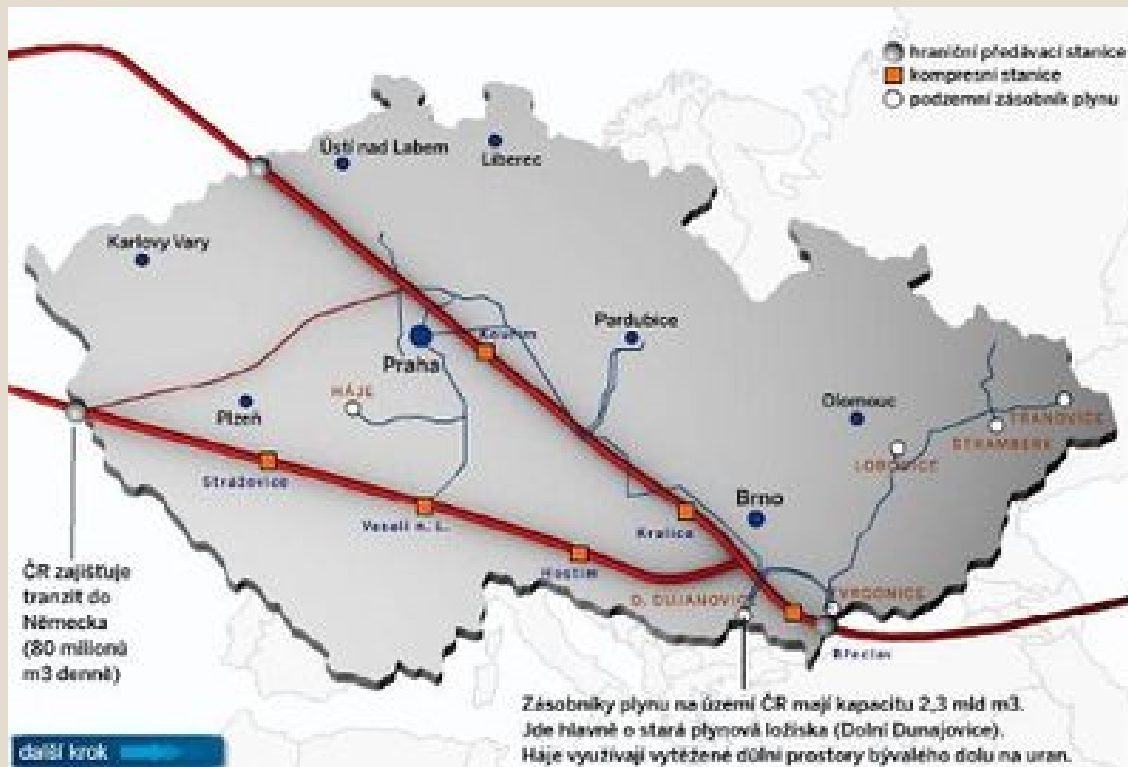 hraniční předávací stanice
kompresní stanice
podzemní zásobník plynu
Ústí nad Labem
Liberec
Karlovy Vary
Kouřim
Pardubice
Praha
HÁJE
Plzeň
Olomouc
TRANOVICE
ŠTRAMBERK
LOBODICE
Strážovice
Veselí n. L.
Brno
Kralice
Hostim
ČR zajišťuje
tranzit do
Německa
(80 milionů
m3 denně)
D. DUJANOVIC
TVRDONICE
Břeclav
Zásobníky plynu na území ČR mají kapacitu 2,3 mld m3.
Jde hlavně o stará plynová ložiska (Dolní Dunajovice).
Háje využívají vytěžené důlní prostory bývalého dolu na uran.
další krok